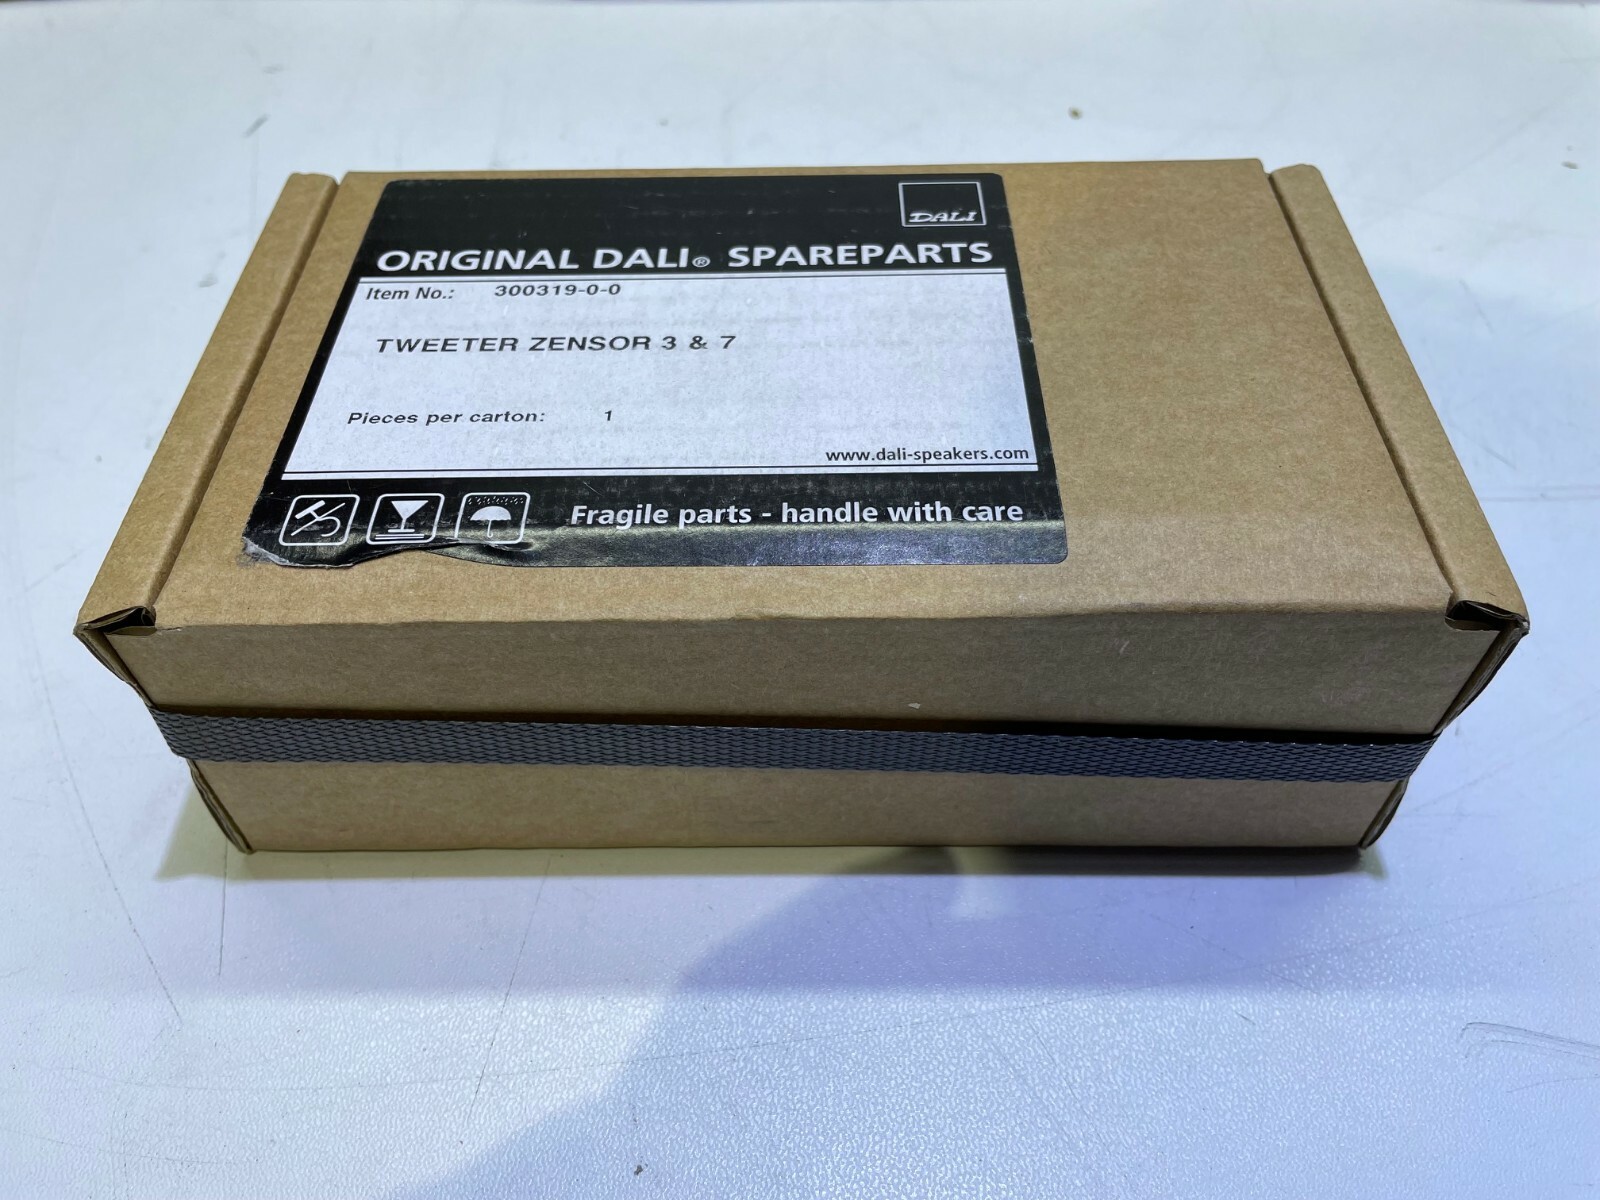 DALI
ORIGINAL DALI® SPAREPARTS
Item No.: 300319-0-0
TWEETER ZENSOR 3 & 7
Pieces per carton: 1
www.dali-speakers.com
Fragile parts - handle with care